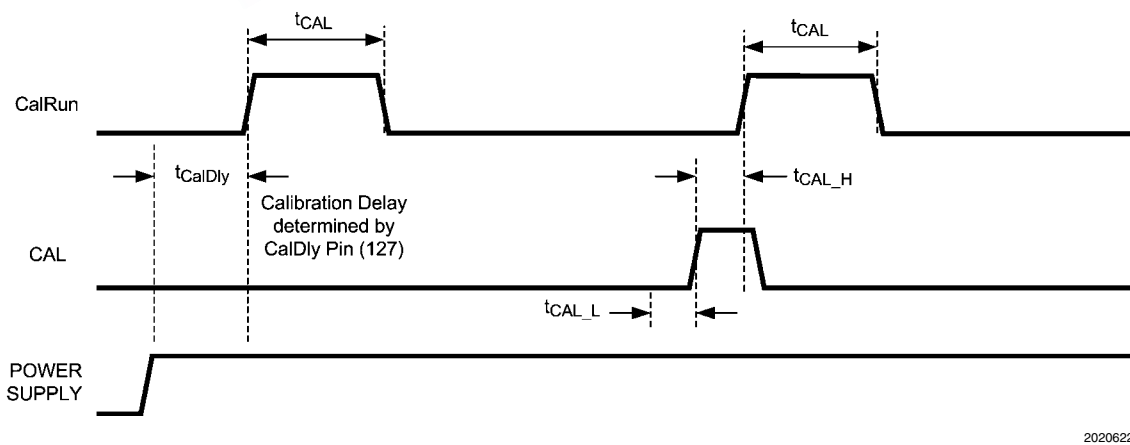 tCAL
tCAL
CalRun
tCalDly
tCAL_H
Calibration Delay
determined by
CalDly Pin (127)
CAL
tCAL_L
POWER
SUPPLY
2020622